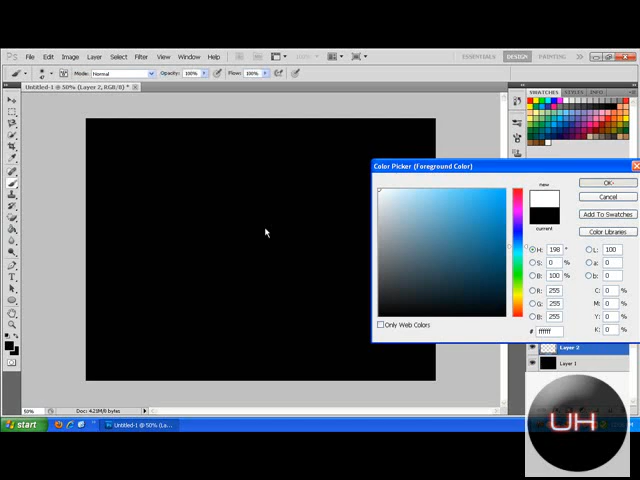 Ps File Edit Image Layer Select Filter View Window Help ESSENTIALS DESIGN PAINTING
47 Mode: Normal Opacity: 100% Flow: 100%
Untitled-1 @ 50% (Layer 2, RGB/8) *
SWATCHES STYLES
Color Picker (Foreground Color)
new
current
OK
Cancel
Add To Swatches
Color Libraries
H: 198 ° L: 100
S: 0 % a: 0
B: 100 % b: 0
R: 255 C: 0 %
G: 255 M: 0 %
B: 255 Y: 0 %
# ffffff K: 0 %
Only Web Colors
Layer 2
Layer 1
50% Doc: 4.21M/0 bytes
start Untitled-1 @ 50% (La...
UH